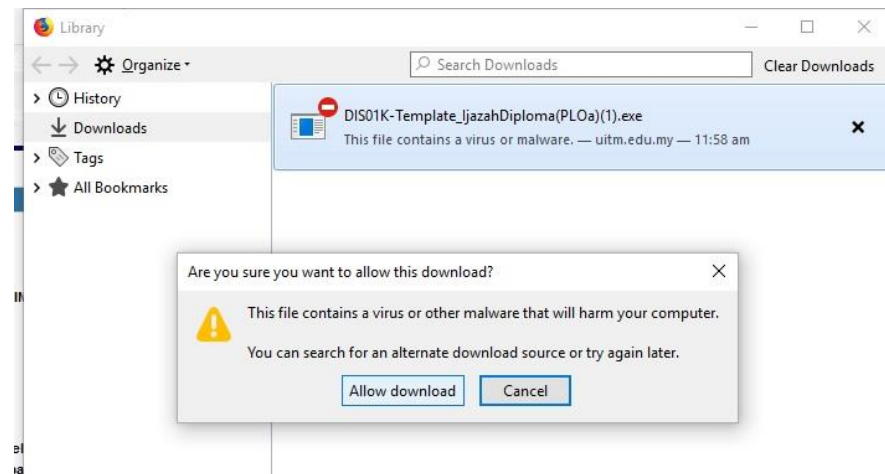 Library
Organize
Search Downloads
Clear Downloads
History
Downloads
Tags
All Bookmarks
DIS01K-Template_IjazahDiploma(PLOa)(1).exe
This file contains a virus or malware. — uitm.edu.my — 11:58 am
Are you sure you want to allow this download?
This file contains a virus or other malware that will harm your computer.
You can search for an alternate download source or try again later.
Allow download
Cancel